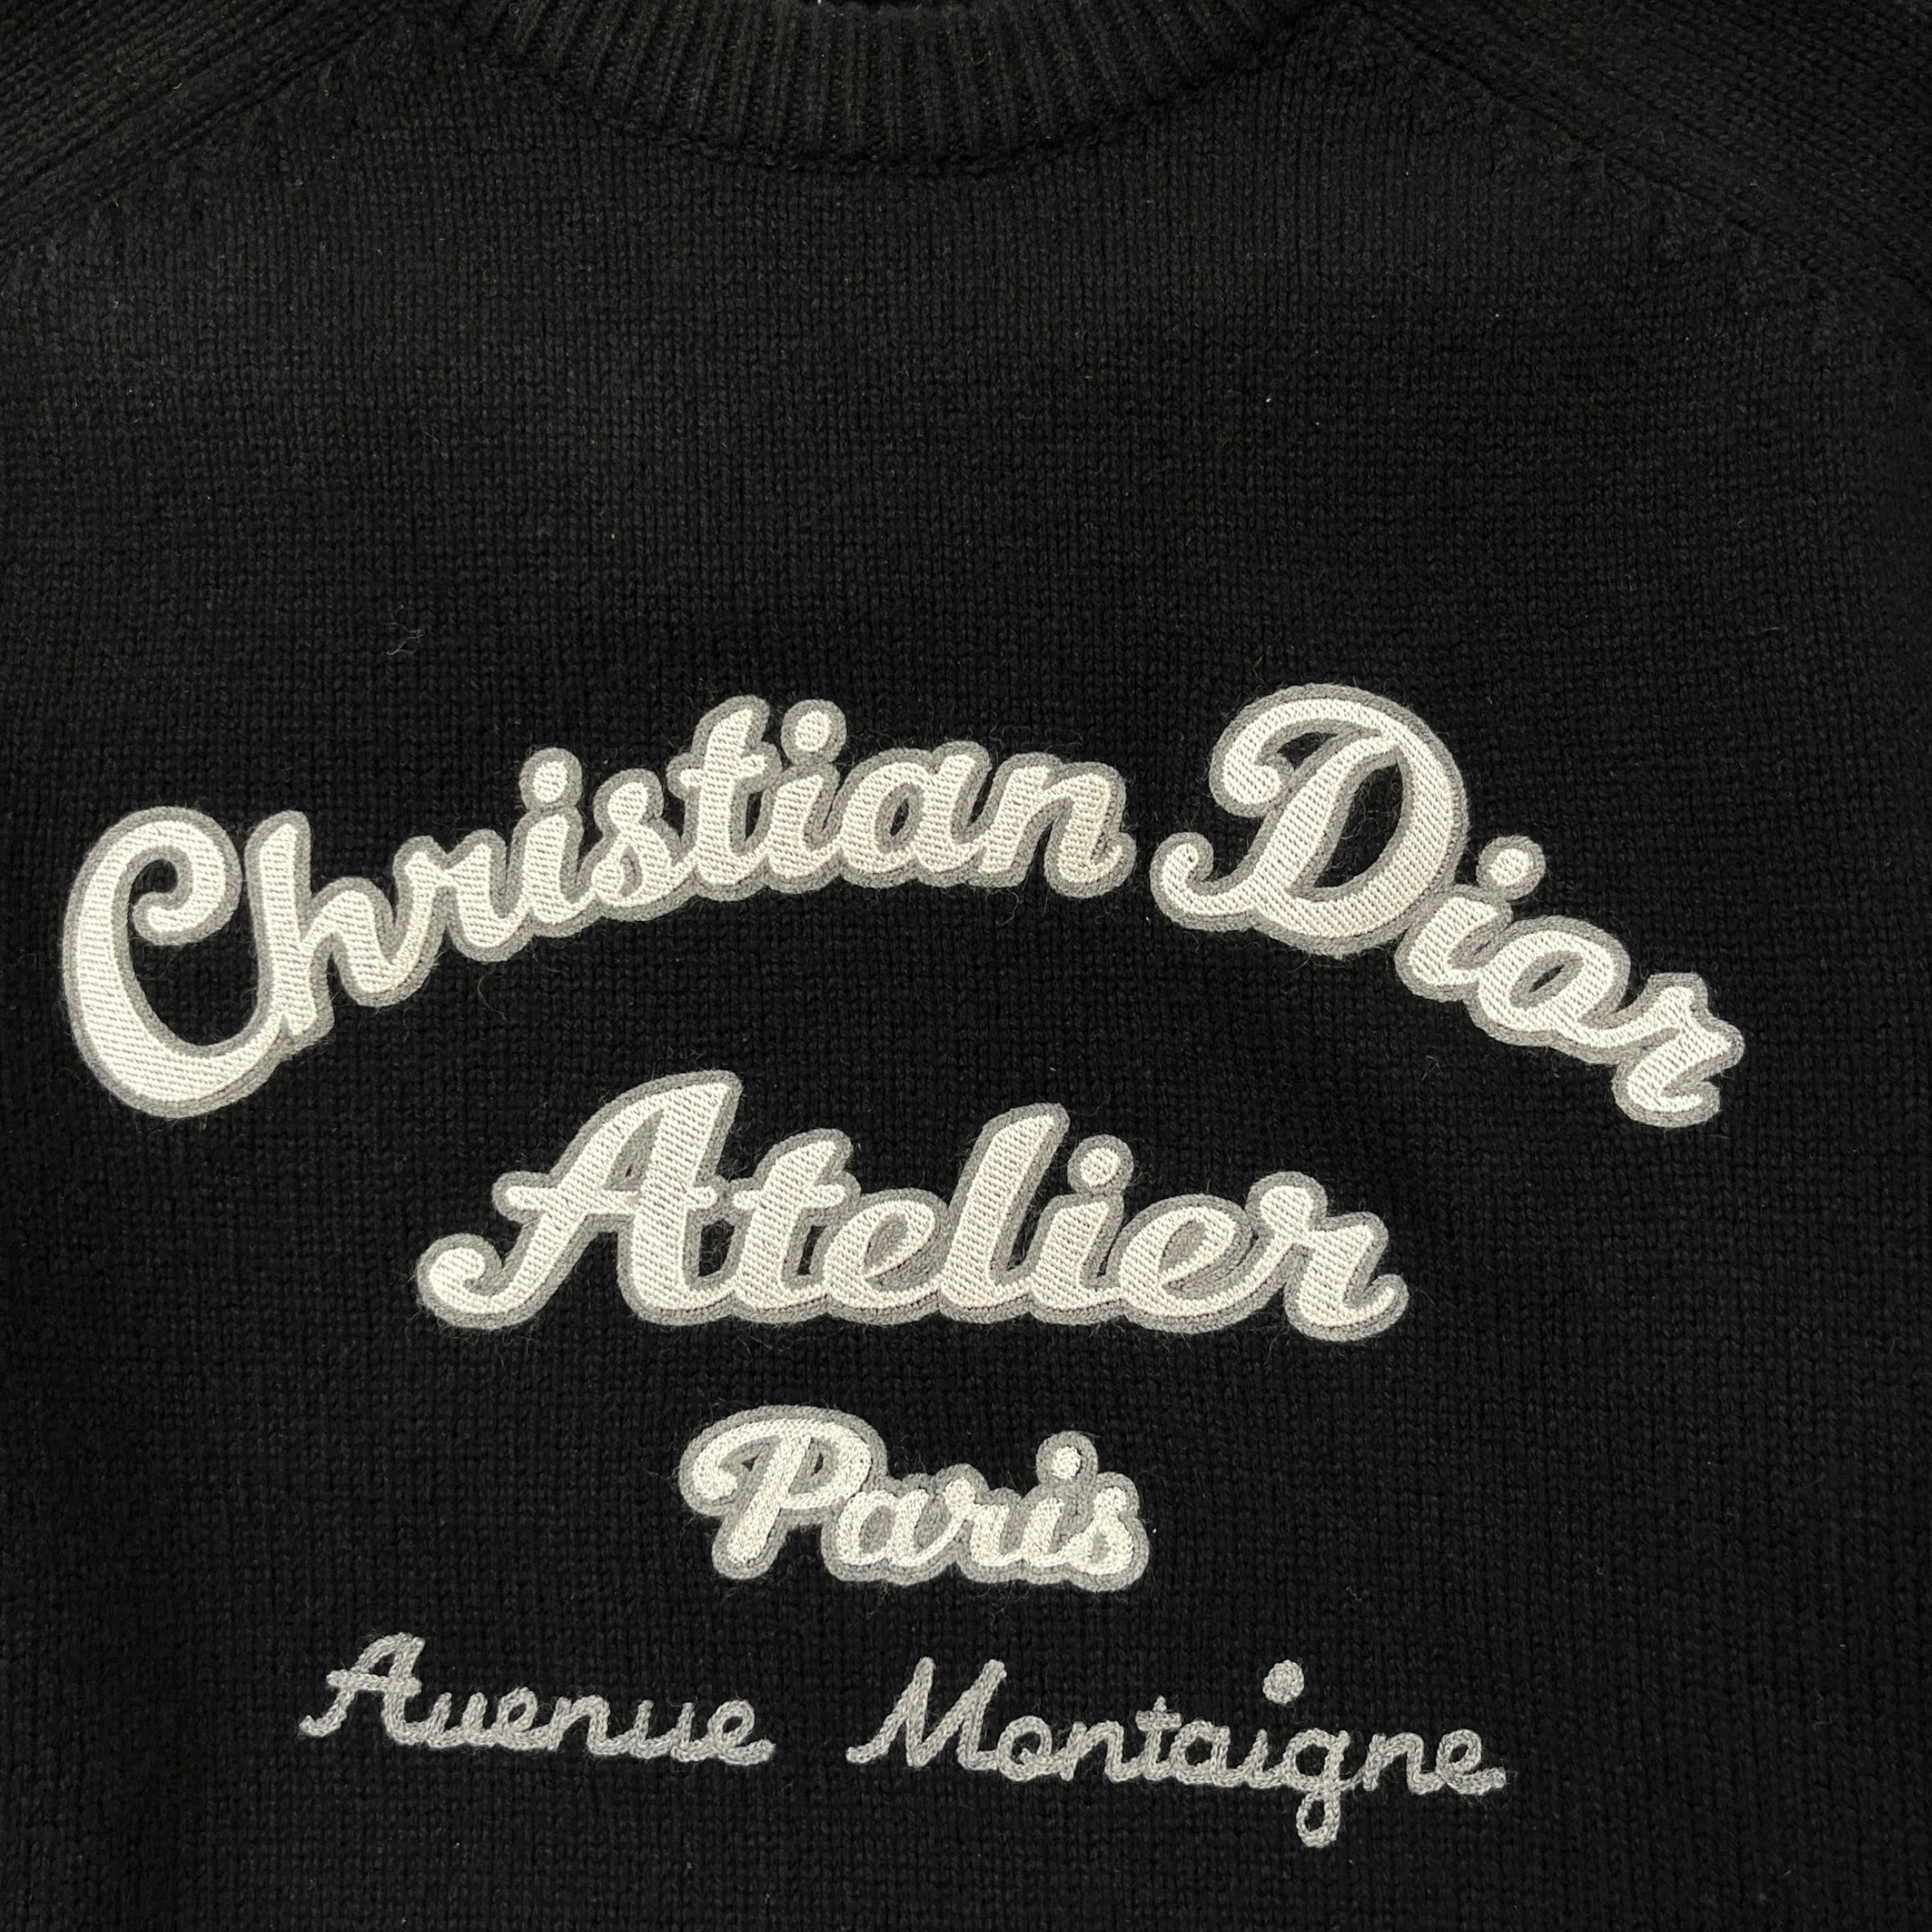 Christian Dior
Atelier
Paris
Avenue Montaigne